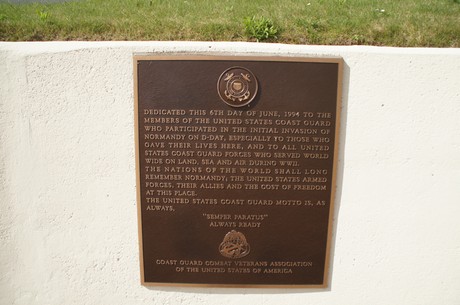 DEDICATED THIS 6TH DAY OF JUNE, 1994 TO THE
MEMBERS OF THE UNITED STATES COAST GUARD
WHO PARTICIPATED IN THE INITIAL INVASION OF
NORMANDY ON D-DAY, ESPECIALLY TO THOSE WHO
GAVE THEIR LIVES HERE, AND TO ALL UNITED
STATES COAST GUARD FORCES WHO SERVED WORLD
WIDE ON LAND, SEA AND AIR DURING WWII.
THE NATIONS OF THE WORLD SHALL LONG
REMEMBER NORMANDY, THE UNITED STATES ARMED
FORCES, THEIR ALLIES AND THE COST OF FREEDOM
AT THIS PLACE.
THE UNITED STATES COAST GUARD MOTTO IS, AS
ALWAYS,
"SEMPER PARATUS"
ALWAYS READY
COAST GUARD COMBAT VETERANS ASSOCIATION
OF THE UNITED STATES OF AMERICA